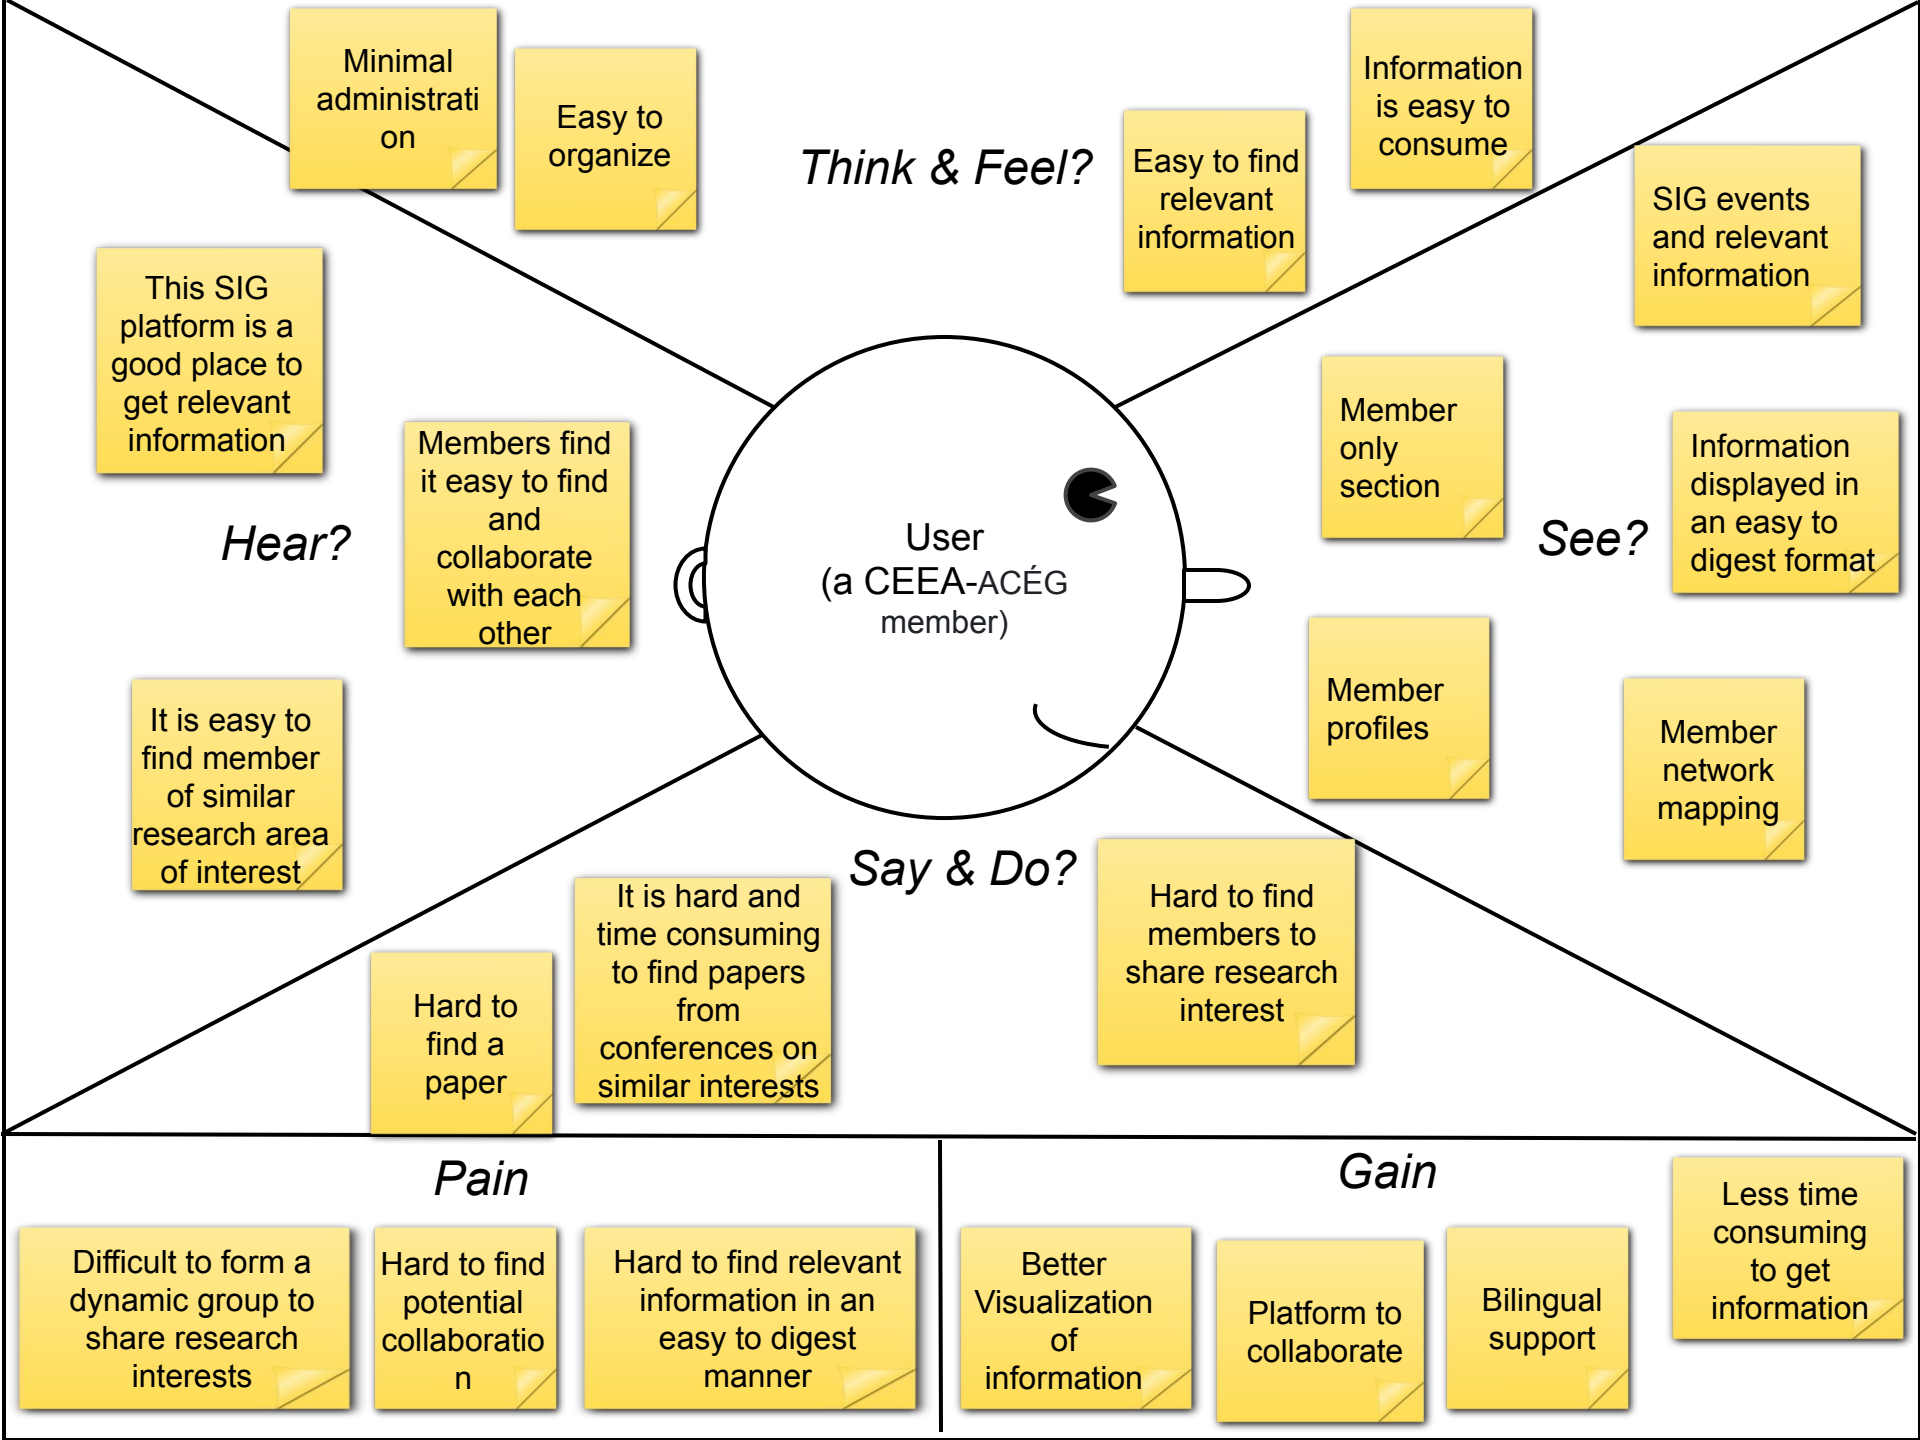 Minimal
administrati
on
Easy to
organize
Think & Feel?
Easy to find
relevant
information
Information
is easy to
consume
SIG events
and relevant
information
This SIG
platform is a
good place to
get relevant
information
Members find
it easy to find
and
collaborate
with each
other
Hear?
It is easy to
find member
of similar
research area
of interest
User
(a CEEA-ACÉG
member)
Member
only
section
See?
Information
displayed in
an easy to
digest format
Member
profiles
Member
network
mapping
Say & Do?
Hard to
find a
paper
It is hard and
time consuming
to find papers
from
conferences on
similar interests
Hard to find
members to
share research
interest
Pain
Difficult to form a
dynamic group to
share research
interests
Hard to find
potential
collaboratio
n
Hard to find relevant
information in an
easy to digest
manner
Gain
Better
Visualization
of
information
Platform to
collaborate
Bilingual
support
Less time
consuming
to get
information